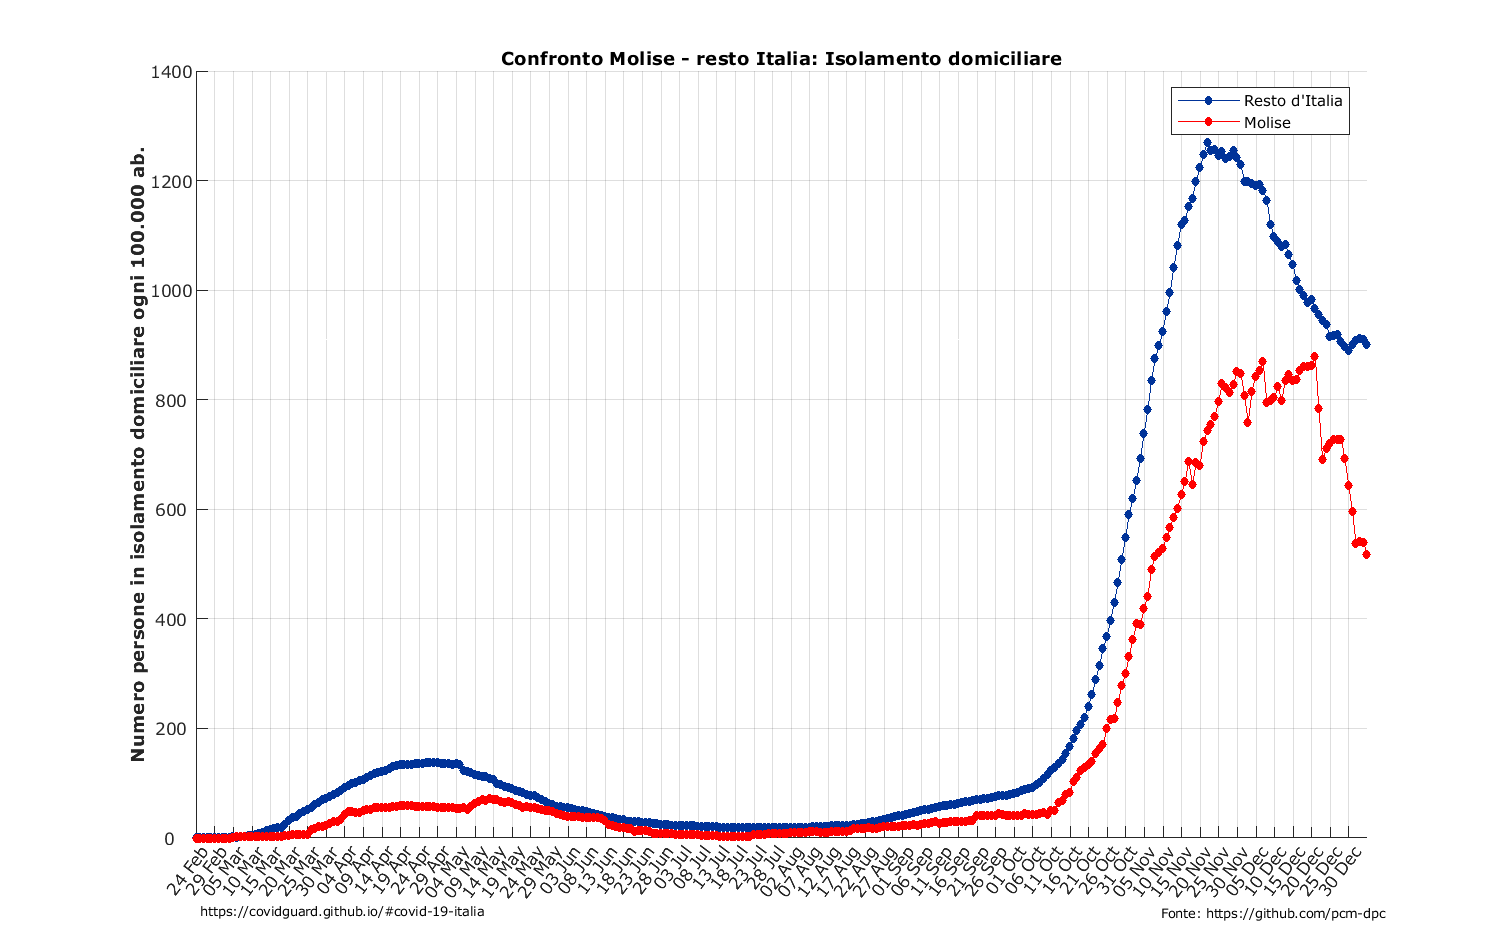 Confronto Molise - resto Italia: Isolamento domiciliare
Resto d'Italia
Molise
Numero persone in isolamento domiciliare ogni 100.000 ab.
1400
1200
1000
800
600
400
200
0
24 Feb
29 Feb
05 Mar
10 Mar
15 Mar
20 Mar
25 Mar
30 Mar
04 Apr
09 Apr
14 Apr
19 Apr
24 Apr
29 Apr
04 May
09 May
14 May
19 May
24 May
29 May
03 Jun
08 Jun
13 Jun
18 Jun
23 Jun
28 Jun
03 Jul
08 Jul
13 Jul
18 Jul
23 Jul
28 Jul
02 Aug
07 Aug
12 Aug
17 Aug
22 Aug
27 Aug
01 Sep
06 Sep
11 Sep
16 Sep
21 Sep
26 Sep
01 Oct
06 Oct
11 Oct
16 Oct
21 Oct
26 Oct
31 Oct
05 Nov
10 Nov
15 Nov
20 Nov
25 Nov
30 Nov
05 Dec
10 Dec
15 Dec
20 Dec
25 Dec
30 Dec
https://covidguard.github.io/#covid-19-italia
Fonte: https://github.com/pcm-dpc